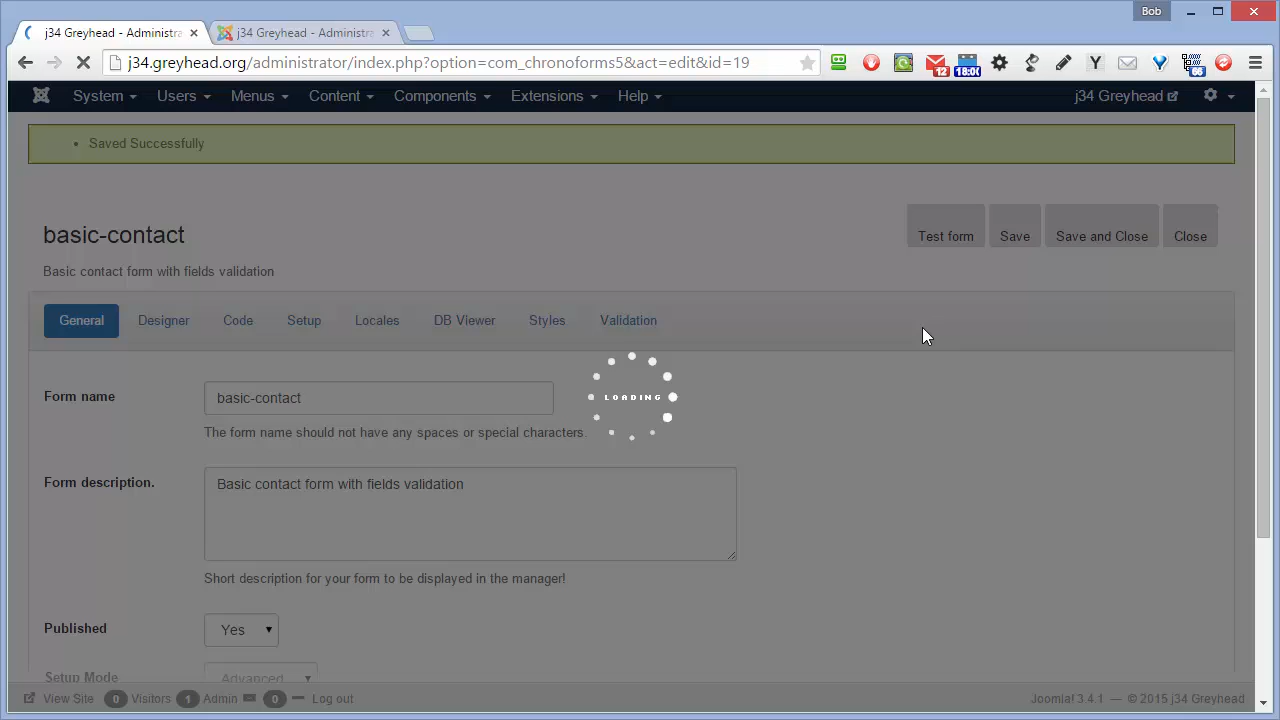 Bob
j34 Greyhead - Administra
j34 Greyhead - Administra
j34.greyhead.org/administrator/index.php?option=com_chronoforms5&act=edit&id=19
12
18:00
Y
66
System Users Menus Content Components Extensions Help j34 Greyhead
Saved Successfully
basic-contact
Test form Save Save and Close Close
Basic contact form with fields validation
General Designer Code Setup Locales DB Viewer Styles Validation
LOADING
Form name basic-contact
The form name should not have any spaces or special characters.
Form description. Basic contact form with fields validation
Short description for your form to be displayed in the manager!
Published Yes
Setup Mode Advanced
View Site 0 Visitors 1 Admin 0 Log out Joomla! 3.4.1 — © 2015 j34 Greyhead